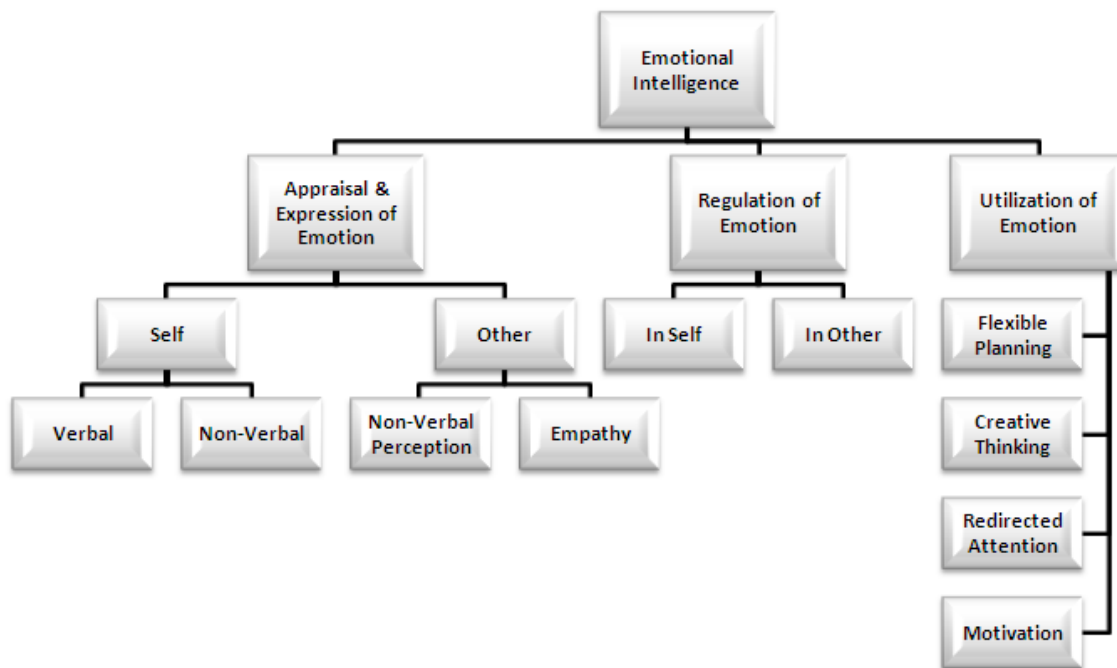 Emotional
Intelligence
Appraisal &
Expression of
Emotion
Regulation of
Emotion
Utilization of
Emotion
Self
Other
In Self
In Other
Flexible
Planning
Verbal
Non-Verbal
Non-Verbal
Perception
Empathy
Creative
Thinking
Redirected
Attention
Motivation